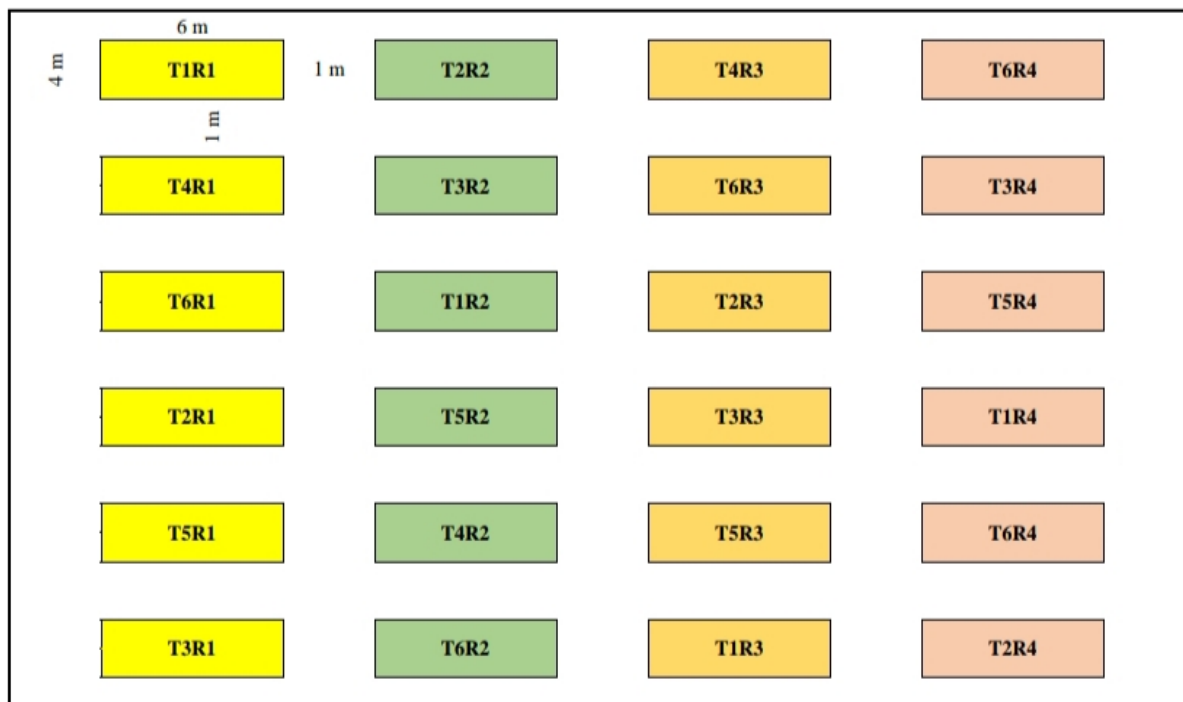 6 m
4 m
T1R1 1 m T2R2 T4R3 T6R4
1 m
T4R1 T3R2 T6R3 T3R4
T6R1 T1R2 T2R3 T5R4
T2R1 T5R2 T3R3 T1R4
T5R1 T4R2 T5R3 T6R4
T3R1 T6R2 T1R3 T2R4